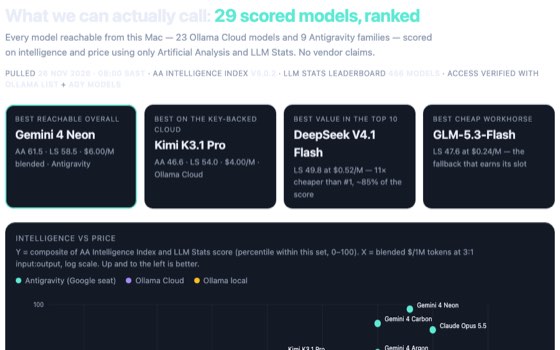 What we can actually call: 29 scored models, ranked
Every model reachable from this Mac — 23 Ollama Cloud models and 9 Antigravity families — scored
on intelligence and price using only Artificial Analysis and LLM Stats. No vendor claims.
PULLED 26 NOV 2026 · 09:00 SAST · AA INTELLIGENCE INDEX V5.0.2 · LLM STATS LEADERBOARD 456 MODELS · ACCESS VERIFIED WITH
OLLAMA LIST + AGY MODELS
BEST REACHABLE OVERALL
Gemini 4 Neon
AA 61.5 · LS 58.5 · $6.00/M
blended · Antigravity
BEST ON THE KEY-BACKED
CLOUD
Kimi K3.1 Pro
AA 46.6 · LS 54.0 · $4.00/M ·
Ollama Cloud
BEST VALUE IN THE TOP 10
DeepSeek V4.1
Flash
LS 49.8 at $0.52/M — 11×
cheaper than #1, ~85% of the
score
BEST CHEAP WORKHORSE
GLM-5.3-Flash
LS 47.6 at $0.24/M — the
fallback that earns its slot
INTELLIGENCE VS PRICE
Y = composite of AA Intelligence Index and LLM Stats score (percentile within this set, 0–100). X = blended $/1M tokens at 3:1
input:output, log scale. Up and to the left is better.
Antigravity (Google seat)
Ollama Cloud
Ollama local
100
Gemini 4 Neon
Gemini 4 Carbon
Claude Opus 5.5
Kimi K3.1 Pro
Gemini 4 Argon